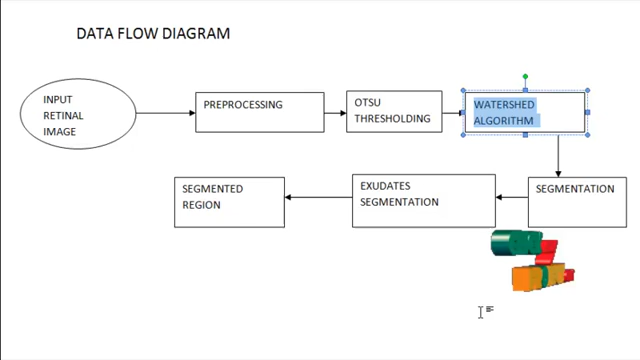 DATA FLOW DIAGRAM
INPUT
RETINAL
IMAGE
PREPROCESSING
OTSU
THRESHOLDING
WATERSHED
ALGORITHM
SEGMENTED
REGION
EXUDATES
SEGMENTATION
SEGMENTATION